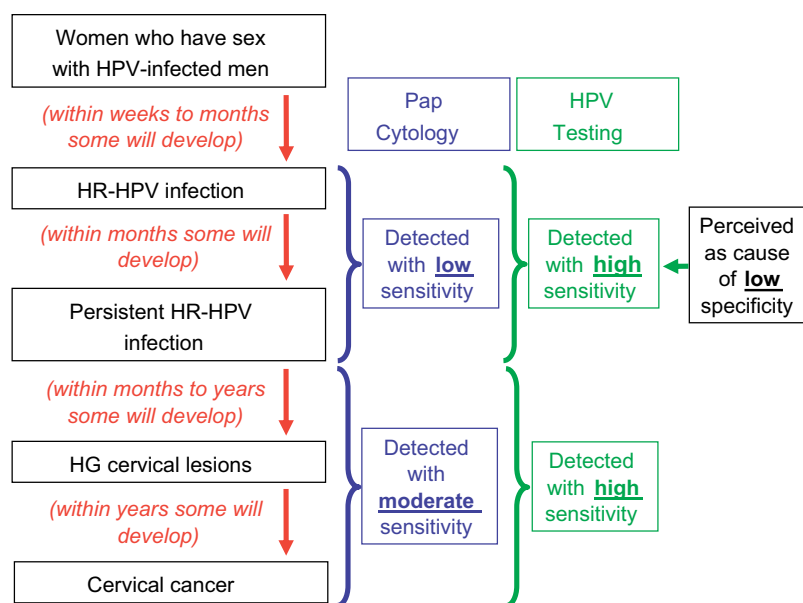 Women who have sex
with HPV-infected men
(within weeks to months
some will develop)
HR-HPV infection
(within months some will
develop)
Persistent HR-HPV
infection
(within months to years
some will develop)
HG cervical lesions
(within years some will
develop)
Cervical cancer
Pap
Cytology
Detected
with low
sensitivity
Detected
with
moderate
sensitivity
HPV
Testing
Detected
with high
sensitivity
Detected
with high
sensitivity
Perceived
as cause
of low
specificity